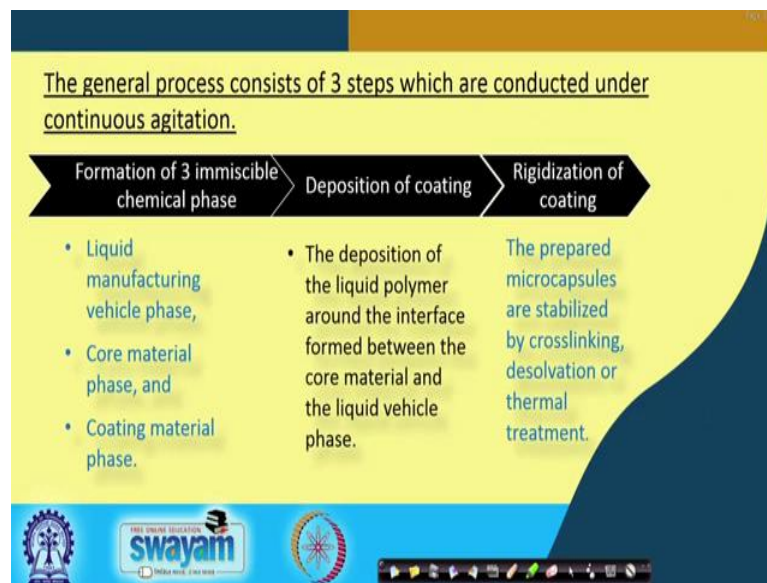 The general process consists of 3 steps which are conducted under
continuous agitation.
Formation of 3 immiscible
chemical phase
Deposition of coating
Rigidization of
coating
• Liquid
manufacturing
vehicle phase,
• Core material
phase, and
• Coating material
phase.
• The deposition of
the liquid polymer
around the interface
formed between the
core material and
the liquid vehicle
phase.
The prepared
microcapsules
are stabilized
by crosslinking,
desolvation or
thermal
treatment.
FREE ONLINE EDUCATION
swayam